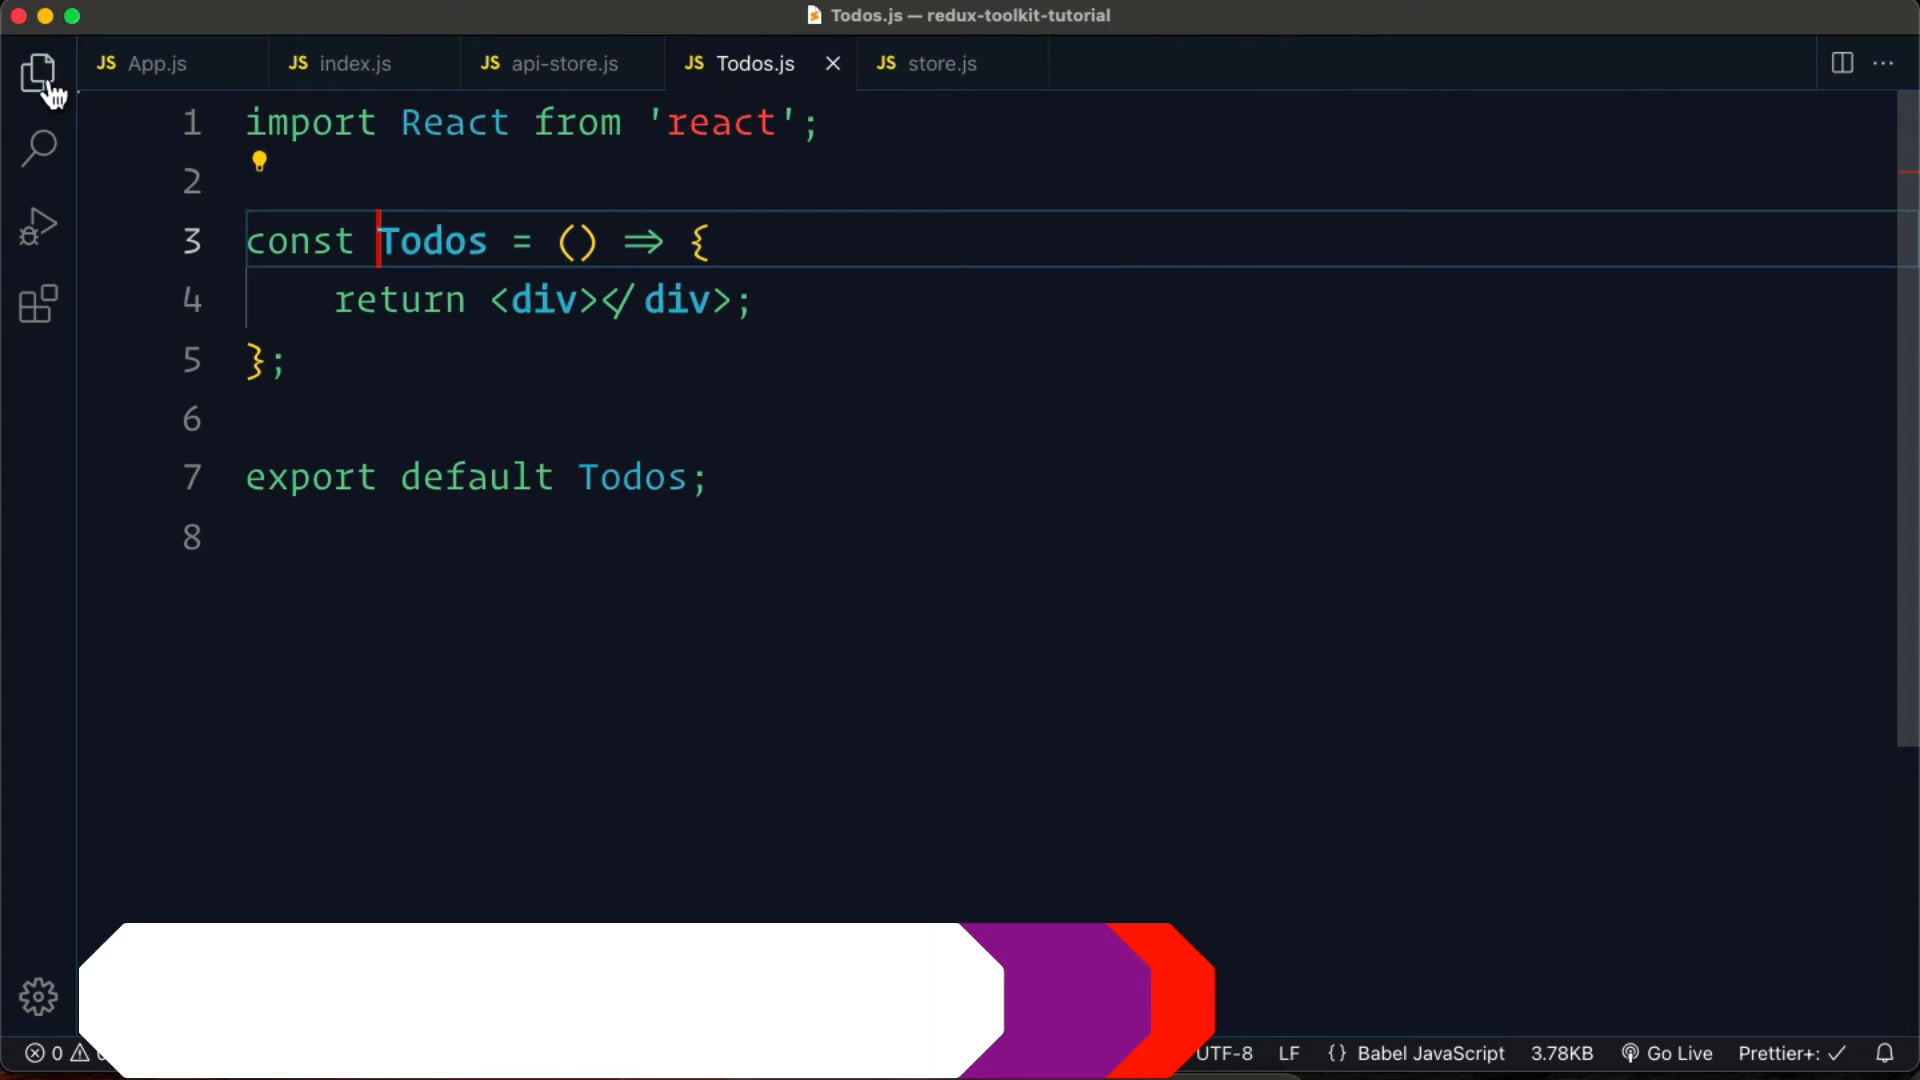 Todos.js — redux-toolkit-tutorial
JS App.js JS index.js JS api-store.js JS Todos.js JS store.js
1 import React from 'react';
2
3 const Todos = () => {
4 return <div></div>;
5 };
6
7 export default Todos;
8
0 UTF-8 LF {} Babel JavaScript 3.78KB Go Live Prettier+: ✓